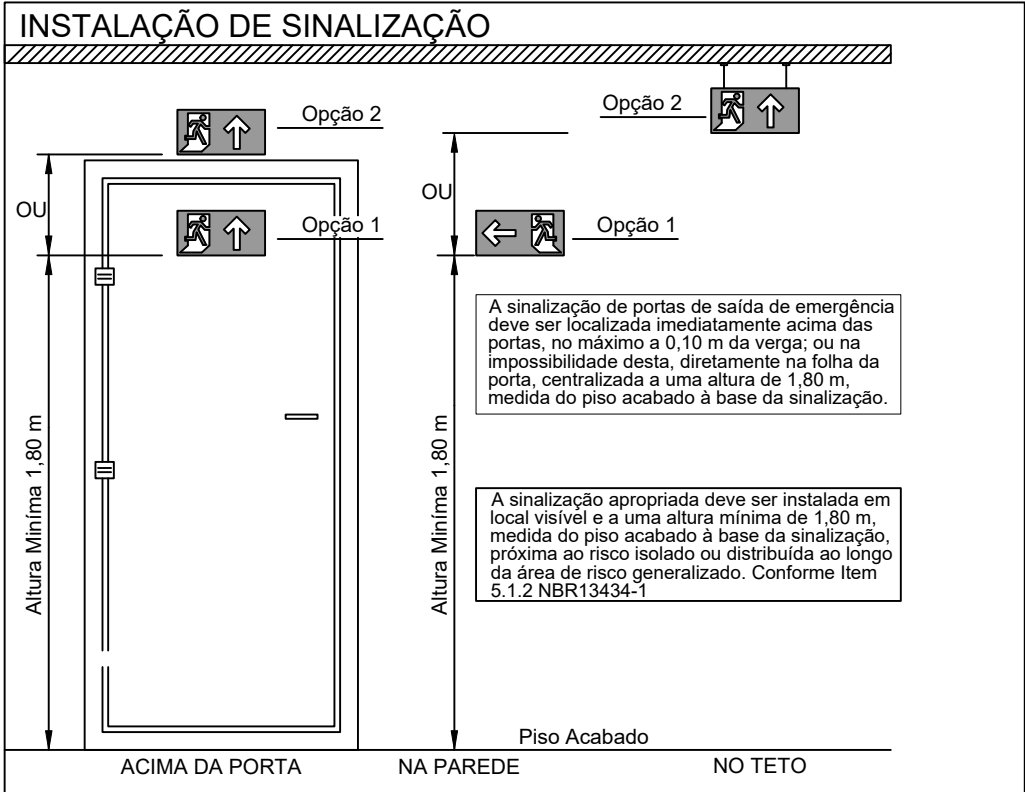 INSTALAÇÃO DE SINALIZAÇÃO
Opção 2
Opção 2
OU
OU
Opção 1
Opção 1
A sinalização de portas de saída de emergência
deve ser localizada imediatamente acima das
portas, no máximo a 0,10 m da verga; ou na
impossibilidade desta, diretamente na folha da
porta, centralizada a uma altura de 1,80 m,
medida do piso acabado à base da sinalização.
Altura Miníma 1,80 m
Altura Miníma 1,80 m
A sinalização apropriada deve ser instalada em
local visível e a uma altura mínima de 1,80 m,
medida do piso acabado à base da sinalização,
próxima ao risco isolado ou distribuída ao longo
da área de risco generalizado. Conforme Item
5.1.2 NBR13434-1
Piso Acabado
ACIMA DA PORTA
NA PAREDE
NO TETO